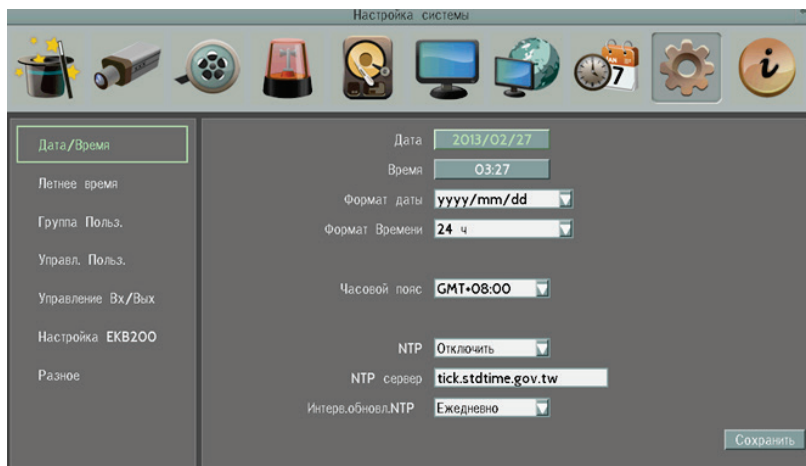 Настройка системы
7
i
Дата/Время
Летнее время
Группа Польз.
Управл. Польз.
Управление Вх/Вых
Настройка EKB200
Разное
Дата 2013/02/27
Время 03:27
Формат даты yyyy/mm/dd
Формат Времени 24 ч
Часовой пояс GMT+08:00
NTP Отключить
NTP сервер tick.stdtime.gov.tw
Интерв.обновл.NTP Ежедневно
Сохранить